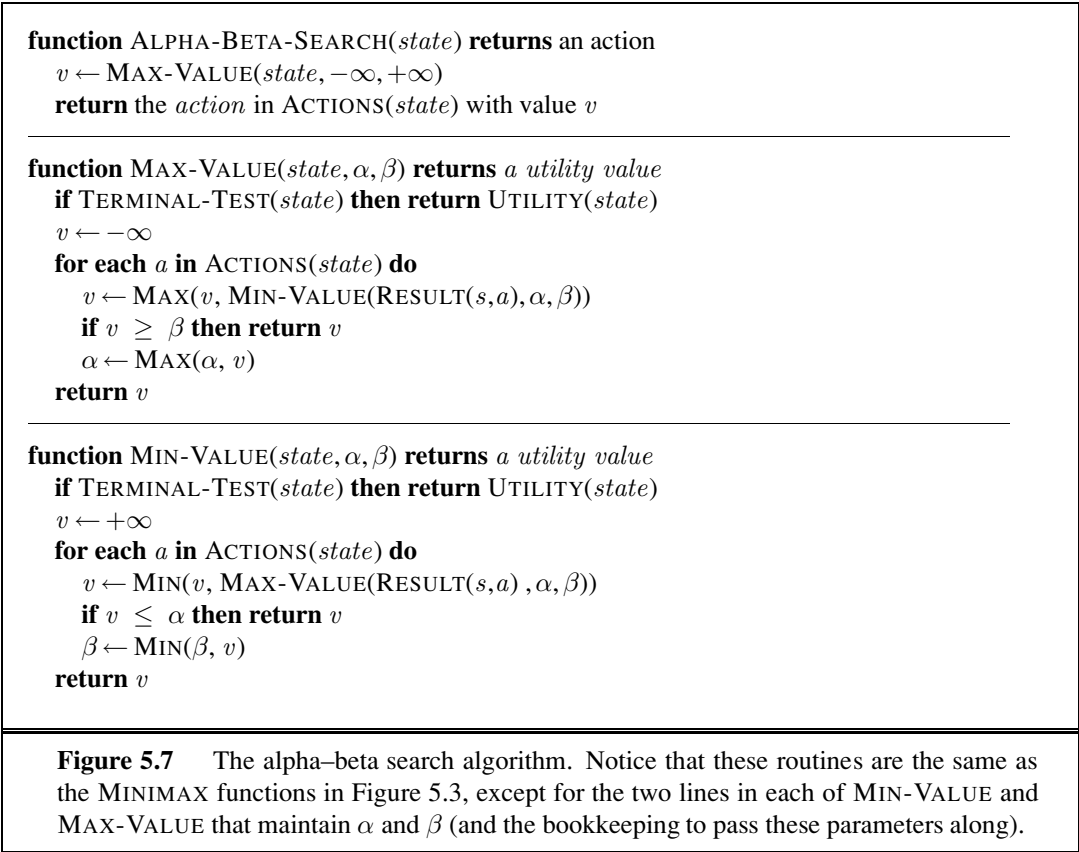 function ALPHA-BETA-SEARCH(state) returns an action
v ← MAX-VALUE(state, −∞, +∞)
return the action in ACTIONS(state) with value v
function MAX-VALUE(state, α, β) returns a utility value
if TERMINAL-TEST(state) then return UTILITY(state)
v ← −∞
for each a in ACTIONS(state) do
v ← MAX(v, MIN-VALUE(RESULT(s,a), α, β))
if v ≥ β then return v
α ← MAX(α, v)
return v
function MIN-VALUE(state, α, β) returns a utility value
if TERMINAL-TEST(state) then return UTILITY(state)
v ← +∞
for each a in ACTIONS(state) do
v ← MIN(v, MAX-VALUE(RESULT(s,a) , α, β))
if v ≤ α then return v
β ← MIN(β, v)
return v
Figure 5.7 The alpha–beta search algorithm. Notice that these routines are the same as
the MINIMAX functions in Figure 5.3, except for the two lines in each of MIN-VALUE and
MAX-VALUE that maintain α and β (and the bookkeeping to pass these parameters along).